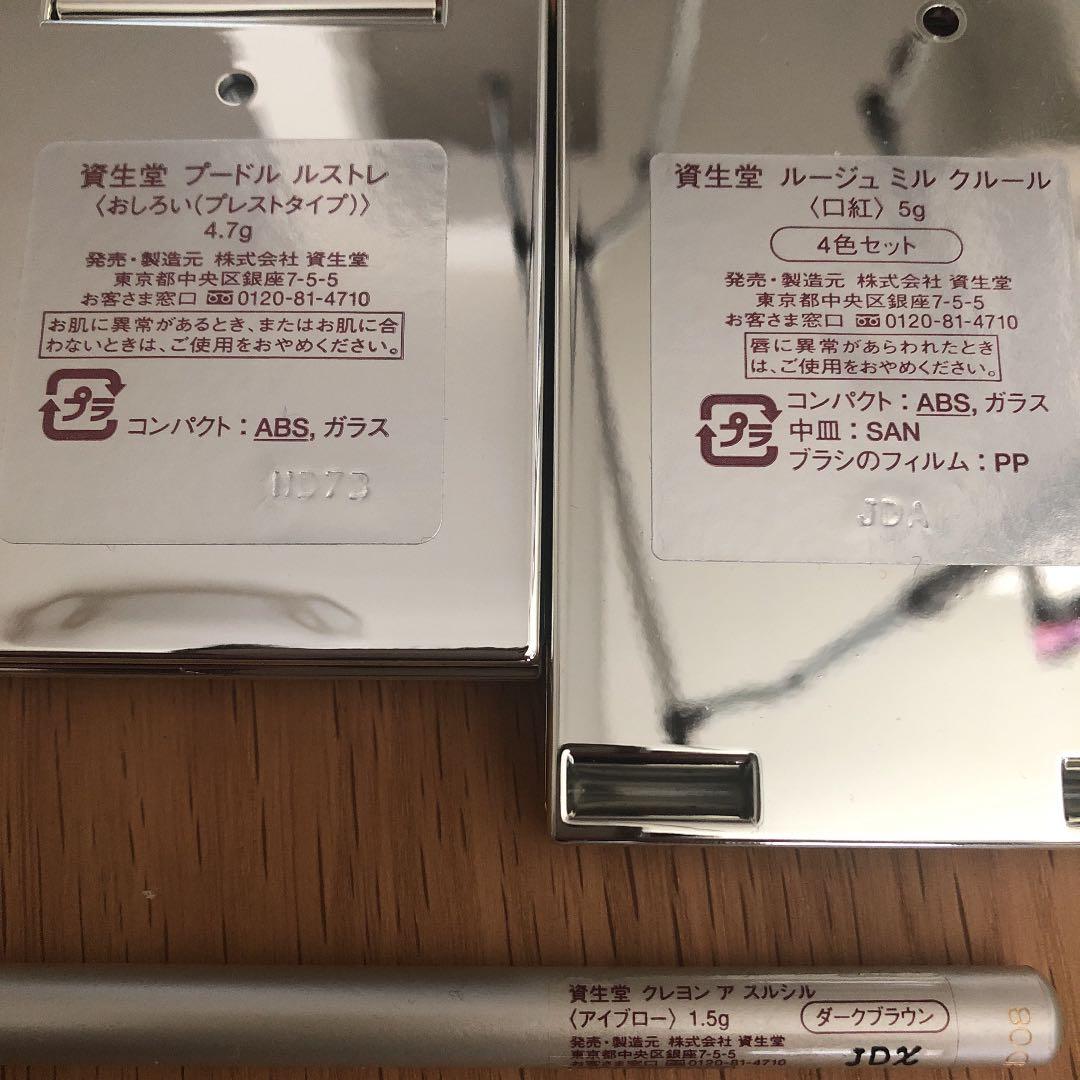 資生堂 プードル ルストレ
〈おしろい(プレストタイプ)〉
4.7g
発売・製造元 株式会社 資生堂
東京都中央区銀座7-5-5
お客さま窓口 0120-81-4710
お肌に異常があるとき、またはお肌に合
わないときは、ご使用をおやめください。
プラ
コンパクト：ABS, ガラス
資生堂 ルージュ ミル クルール
〈口紅〉 5g
4色セット
発売・製造元 株式会社 資生堂
東京都中央区銀座7-5-5
お客さま窓口 0120-81-4710
唇に異常があらわれたとき
は、ご使用をおやめください。
プラ
コンパクト：ABS, ガラス
中皿：SAN
ブラシのフィルム：PP
JDA
資生堂 クレヨン ア スルシル
〈アイブロー〉 1.5g
ダークブラウン
発売・製造元 株式会社 資生堂
東京都中央区銀座7-5-5
お客さま窓口 0120-81-4710
JDX